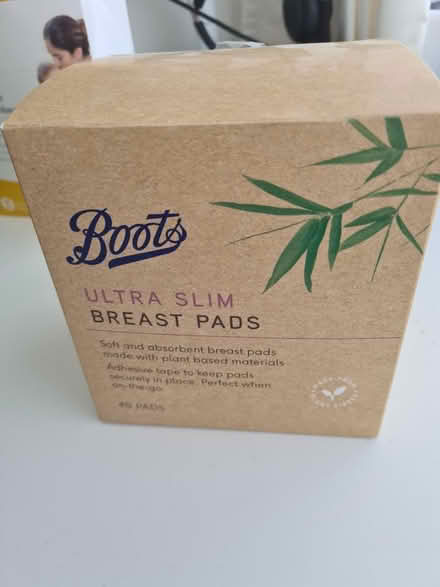 Boots
ULTRA SLIM
BREAST PADS
Soft and absorbent breast pads
made with plant based materials
Adhesive tape to keep pads
securely in place. Perfect when
on-the-go.
40 PADS